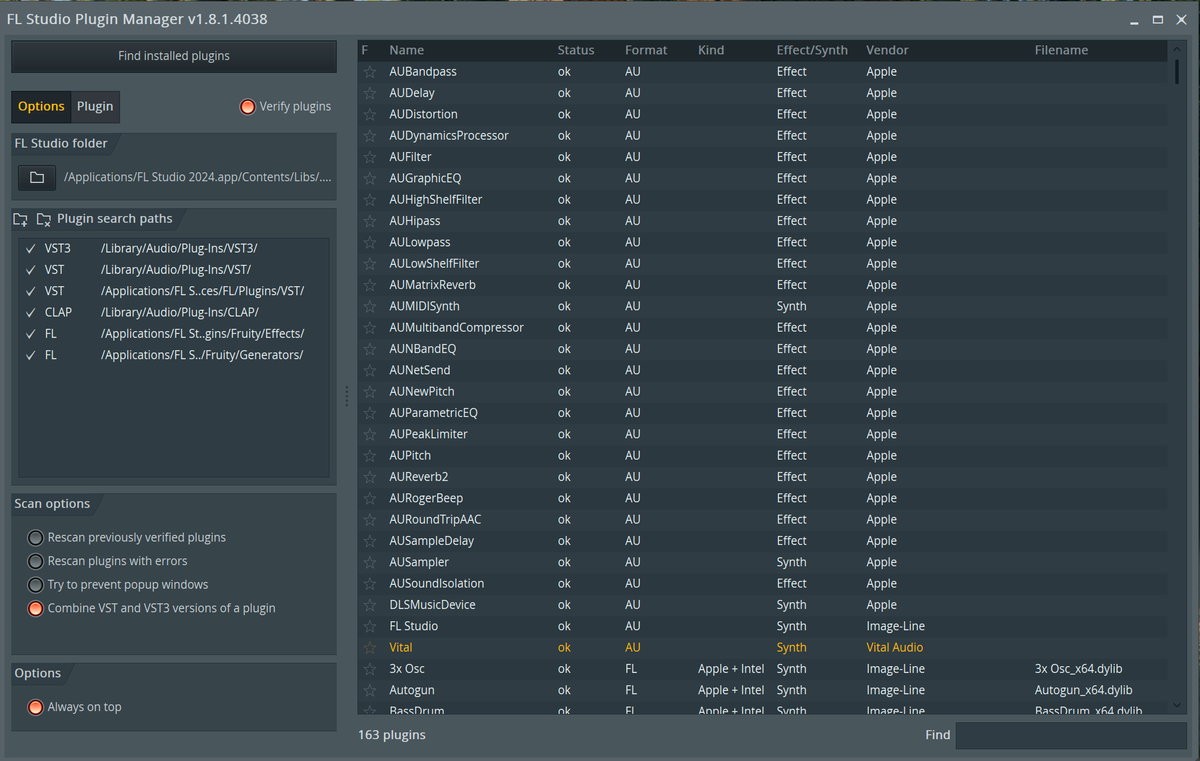 FL Studio Plugin Manager v1.8.1.4038
Find installed plugins
Options Plugin Verify plugins
FL Studio folder
/Applications/FL Studio 2024.app/Contents/Libs/....
Plugin search paths
VST3 /Library/Audio/Plug-Ins/VST3/
VST /Library/Audio/Plug-Ins/VST/
VST /Applications/FL S..ces/FL/Plugins/VST/
CLAP /Library/Audio/Plug-Ins/CLAP/
FL /Applications/FL St..gins/Fruity/Effects/
FL /Applications/FL S../Fruity/Generators/
Scan options
Rescan previously verified plugins
Rescan plugins with errors
Try to prevent popup windows
Combine VST and VST3 versions of a plugin
Options
Always on top
F Name Status Format Kind Effect/Synth Vendor Filename
AUBandpass ok AU Effect Apple
AUDelay ok AU Effect Apple
AUDistortion ok AU Effect Apple
AUDynamicsProcessor ok AU Effect Apple
AUFilter ok AU Effect Apple
AUGraphicEQ ok AU Effect Apple
AUHighShelfFilter ok AU Effect Apple
AUHipass ok AU Effect Apple
AULowpass ok AU Effect Apple
AULowShelfFilter ok AU Effect Apple
AUMatrixReverb ok AU Effect Apple
AUMIDISynth ok AU Synth Apple
AUMultibandCompressor ok AU Effect Apple
AUNBandEQ ok AU Effect Apple
AUNetSend ok AU Effect Apple
AUNewPitch ok AU Effect Apple
AUParametricEQ ok AU Effect Apple
AUPeakLimiter ok AU Effect Apple
AUPitch ok AU Effect Apple
AUReverb2 ok AU Effect Apple
AURogerBeep ok AU Effect Apple
AURoundTripAAC ok AU Effect Apple
AUSampleDelay ok AU Effect Apple
AUSampler ok AU Synth Apple
AUSoundIsolation ok AU Effect Apple
DLSMusicDevice ok AU Synth Apple
FL Studio ok AU Synth Image-Line
Vital ok AU Synth Vital Audio
3x Osc ok FL Apple + Intel Synth Image-Line 3x Osc_x64.dylib
Autogun ok FL Apple + Intel Synth Image-Line Autogun_x64.dylib
BassDrum ok FL Apple + Intel Synth Image-Line BassDrum_x64.dylib
163 plugins Find